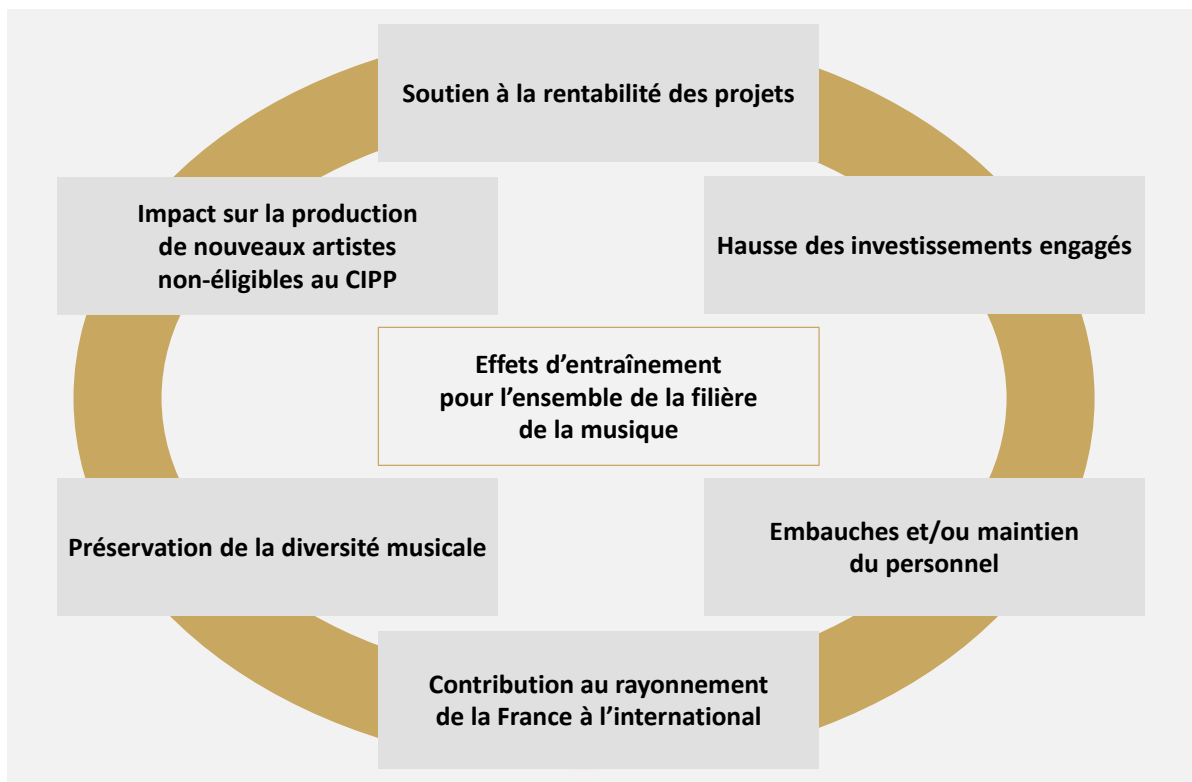 Soutien à la rentabilité des projets
Impact sur la production
de nouveaux artistes
non-éligibles au CIPP
Hausse des investissements engagés
Effets d’entraînement
pour l’ensemble de la filière
de la musique
Préservation de la diversité musicale
Embauches et/ou maintien
du personnel
Contribution au rayonnement
de la France à l’international